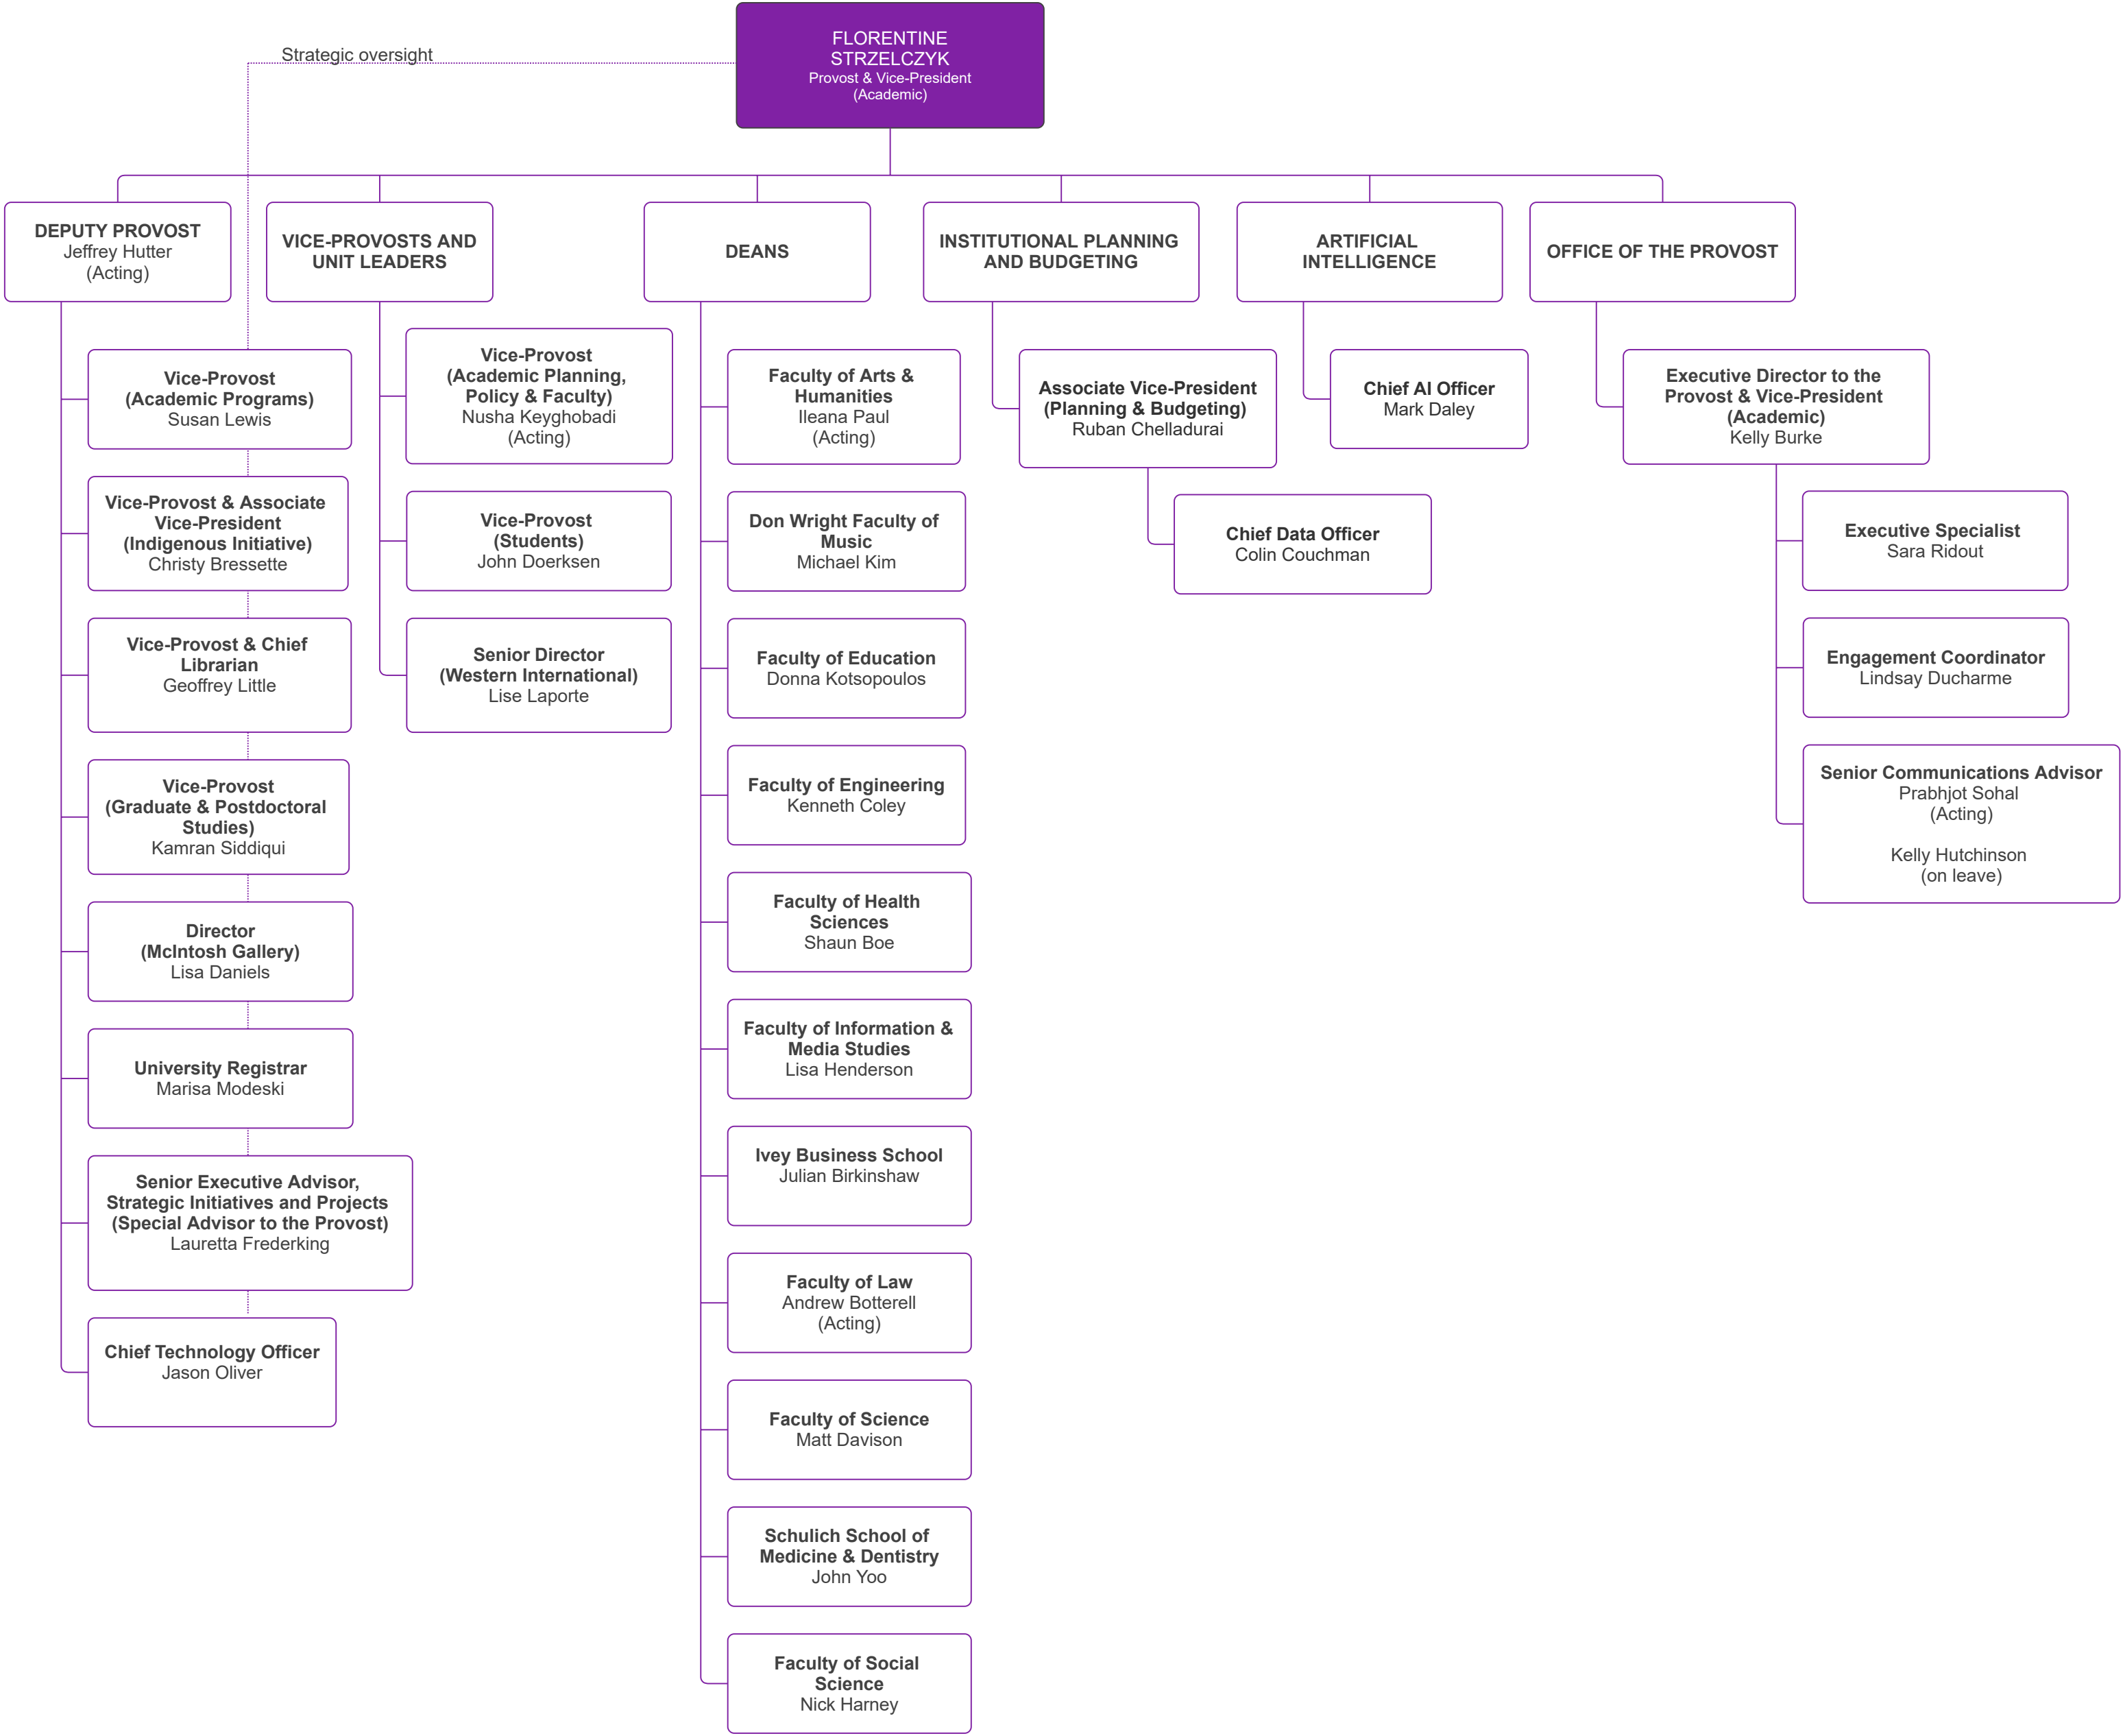 Strategic oversight
FLORENTINE
STRZELCZYK
Provost & Vice-President
(Academic)
DEPUTY PROVOST
Jeffrey Hutter
(Acting)
Vice-Provost
(Academic Programs)
Susan Lewis
Vice-Provost & Associate
Vice-President
(Indigenous Initiative)
Christy Bressette
Vice-Provost & Chief
Librarian
Geoffrey Little
Vice-Provost
(Graduate & Postdoctoral
Studies)
Kamran Siddiqui
Director
(McIntosh Gallery)
Lisa Daniels
University Registrar
Marisa Modeski
Senior Executive Advisor,
Strategic Initiatives and Projects
(Special Advisor to the Provost)
Lauretta Frederking
Chief Technology Officer
Jason Oliver
VICE-PROVOSTS AND
UNIT LEADERS
Vice-Provost
(Academic Planning,
Policy & Faculty)
Nusha Keyghobadi
(Acting)
Vice-Provost
(Students)
John Doerksen
Senior Director
(Western International)
Lise Laporte
DEANS
Faculty of Arts &
Humanities
Ileana Paul
(Acting)
Don Wright Faculty of
Music
Michael Kim
Faculty of Education
Donna Kotsopoulos
Faculty of Engineering
Kenneth Coley
Faculty of Health
Sciences
Shaun Boe
Faculty of Information &
Media Studies
Lisa Henderson
Ivey Business School
Julian Birkinshaw
Faculty of Law
Andrew Botterell
(Acting)
Faculty of Science
Matt Davison
Schulich School of
Medicine & Dentistry
John Yoo
Faculty of Social
Science
Nick Harney
INSTITUTIONAL PLANNING
AND BUDGETING
Associate Vice-President
(Planning & Budgeting)
Ruban Chelladurai
Chief Data Officer
Colin Couchman
ARTIFICIAL
INTELLIGENCE
Chief AI Officer
Mark Daley
OFFICE OF THE PROVOST
Executive Director to the
Provost & Vice-President
(Academic)
Kelly Burke
Executive Specialist
Sara Ridout
Engagement Coordinator
Lindsay Ducharme
Senior Communications Advisor
Prabhjot Sohal
(Acting)
Kelly Hutchinson
(on leave)